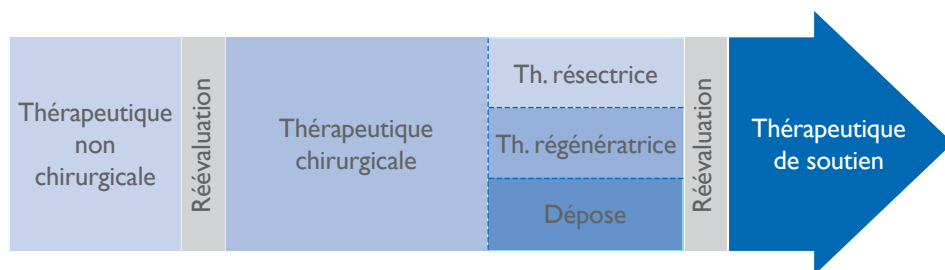 Thérapeutique
non
chirurgicale
Réévaluation
Thérapeutique
chirurgicale
Th. résectrice
Th. régénératrice
Dépose
Réévaluation
Thérapeutique
de soutien